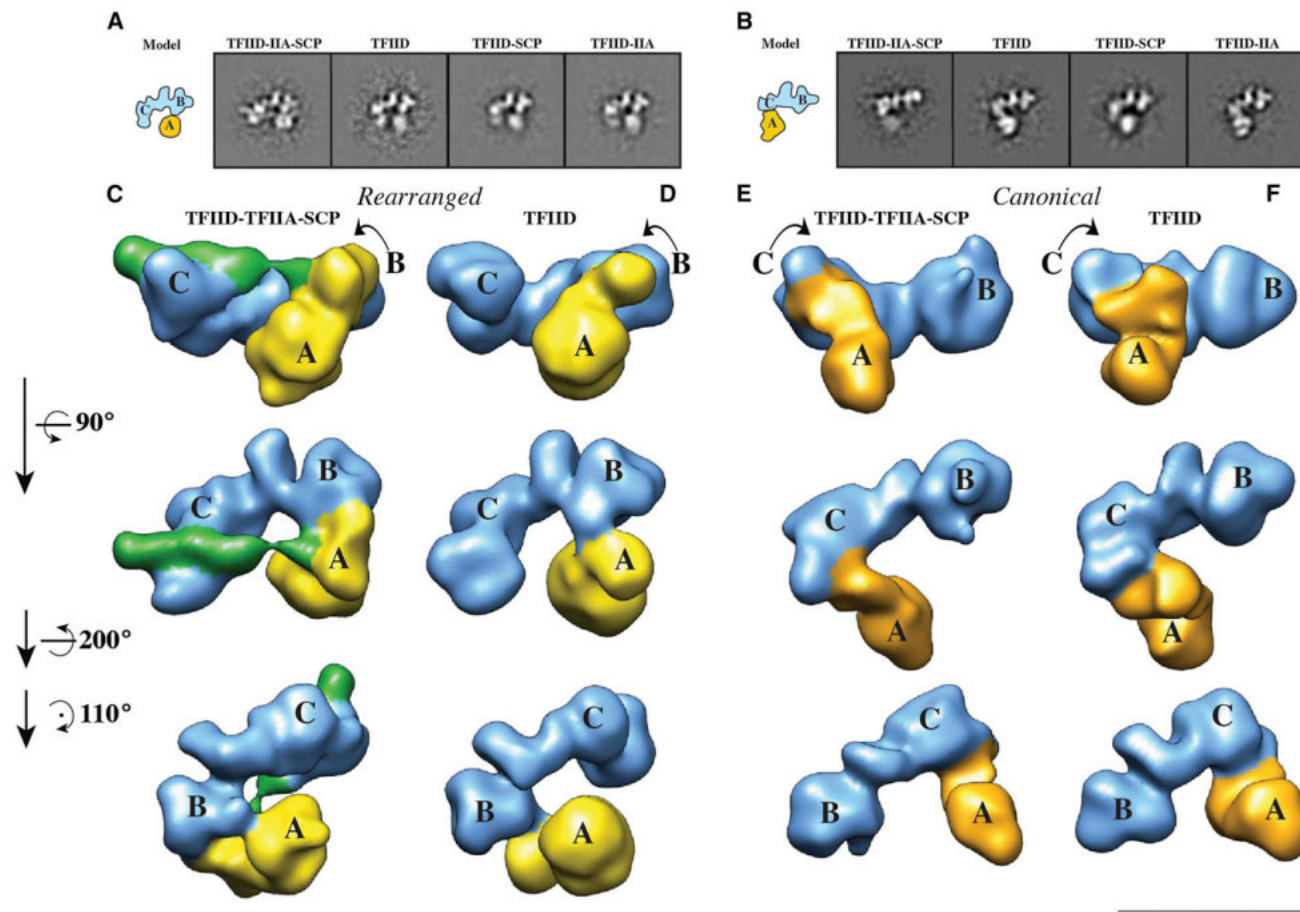 A
B
Model TFIID-IIA-SCP TFIID TFIID-SCP TFIID-IIA
C B
A
Model TFIID-IIA-SCP TFIID TFIID-SCP TFIID-IIA
C B
A
C Rearranged D
TFIID-TFIIA-SCP TFIID
E Canonical F
TFIID-TFIIA-SCP TFIID
C B A
C B A
C B A
C B A
90°
C B A
C B A
C B A
C B A
200°
110°
C B A
C B A
C B A
C B A